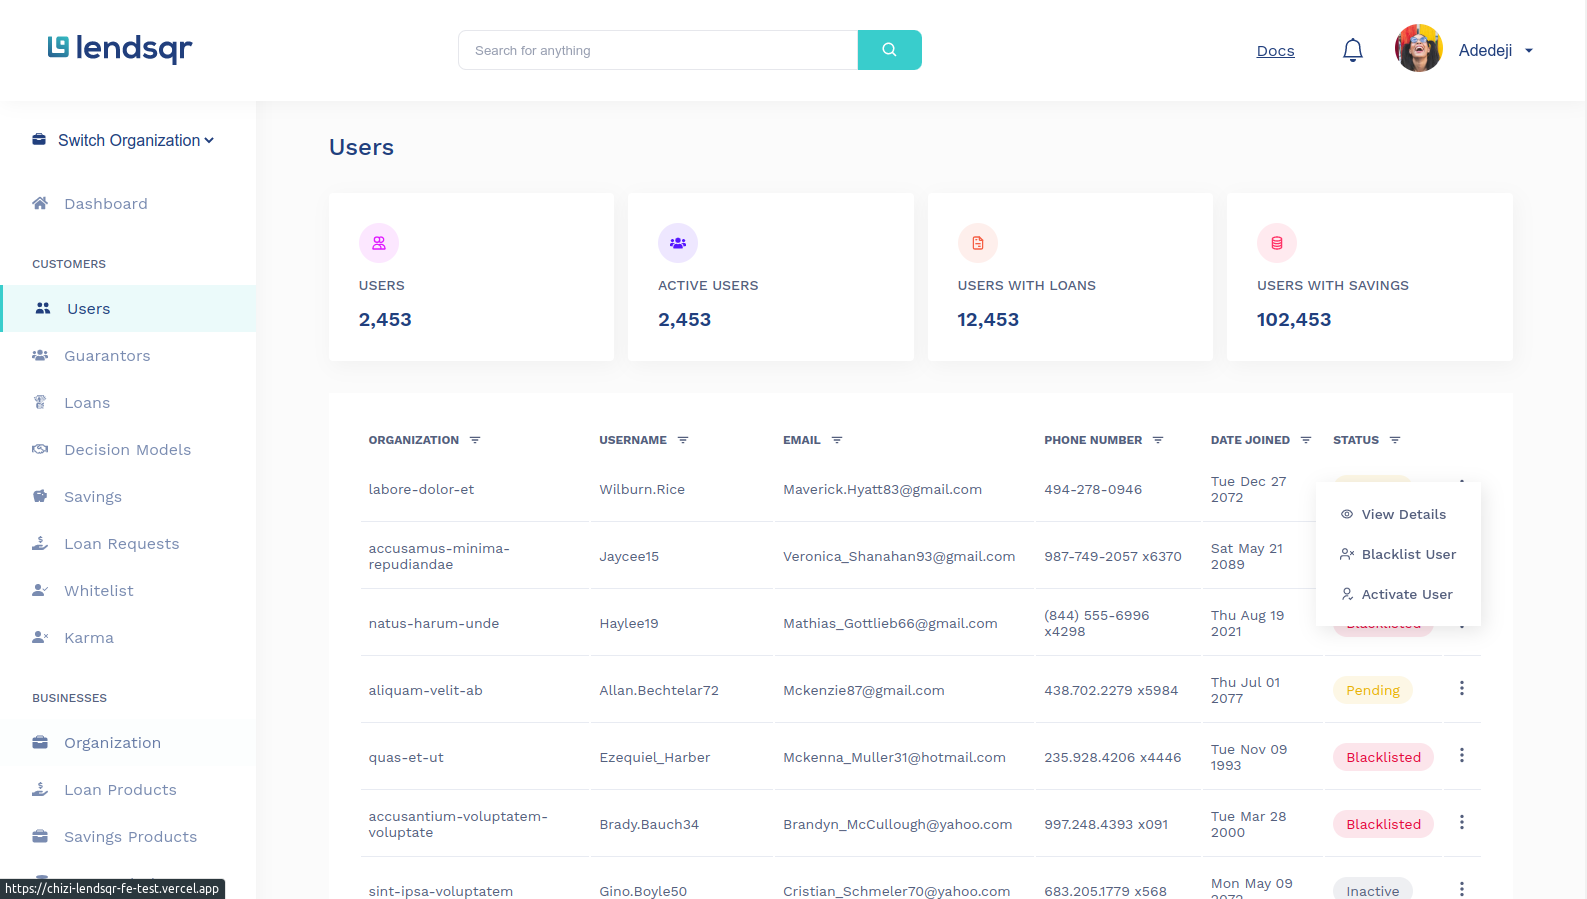 lendsqr
Search for anything
Docs
Adedeji
Switch Organization
Dashboard
CUSTOMERS
Users
Guarantors
Loans
Decision Models
Savings
Loan Requests
Whitelist
Karma
BUSINESSES
Organization
Loan Products
Savings Products
https://chizi-lendsqr-fe-test.vercel.app
Users
USERS
2,453
ACTIVE USERS
2,453
USERS WITH LOANS
12,453
USERS WITH SAVINGS
102,453
ORGANIZATION USERNAME EMAIL PHONE NUMBER DATE JOINED STATUS
labore-dolor-et Wilburn.Rice Maverick.Hyatt83@gmail.com 494-278-0946 Tue Dec 27
2072
accusamus-minima- Jaycee15 Veronica_Shanahan93@gmail.com 987-749-2057 x6370 Sat May 21
repudiandae 2089
natus-harum-unde Haylee19 Mathias_Gottlieb66@gmail.com (844) 555-6996 Thu Aug 19 Blacklisted
x4298 2021
View Details
Blacklist User
Activate User
aliquam-velit-ab Allan.Bechtelar72 Mckenzie87@gmail.com 438.702.2279 x5984 Thu Jul 01 Pending
2077
quas-et-ut Ezequiel_Harber Mckenna_Muller31@hotmail.com 235.928.4206 x4446 Tue Nov 09 Blacklisted
1993
accusantium-voluptatem- Brady.Bauch34 Brandyn_McCullough@yahoo.com 997.248.4393 x091 Tue Mar 28 Blacklisted
voluptate 2000
sint-ipsa-voluptatem Gino.Boyle50 Cristian_Schmeler70@yahoo.com 683.205.1779 x568 Mon May 09 Inactive